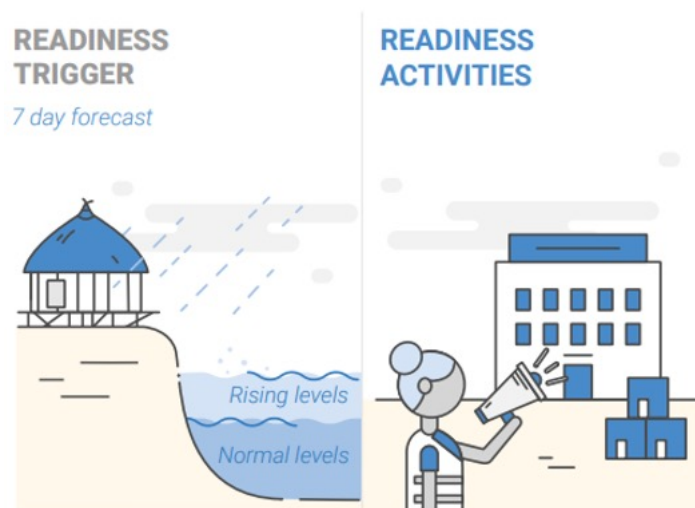 READINESS
TRIGGER
7 day forecast
Rising levels
Normal levels
READINESS
ACTIVITIES